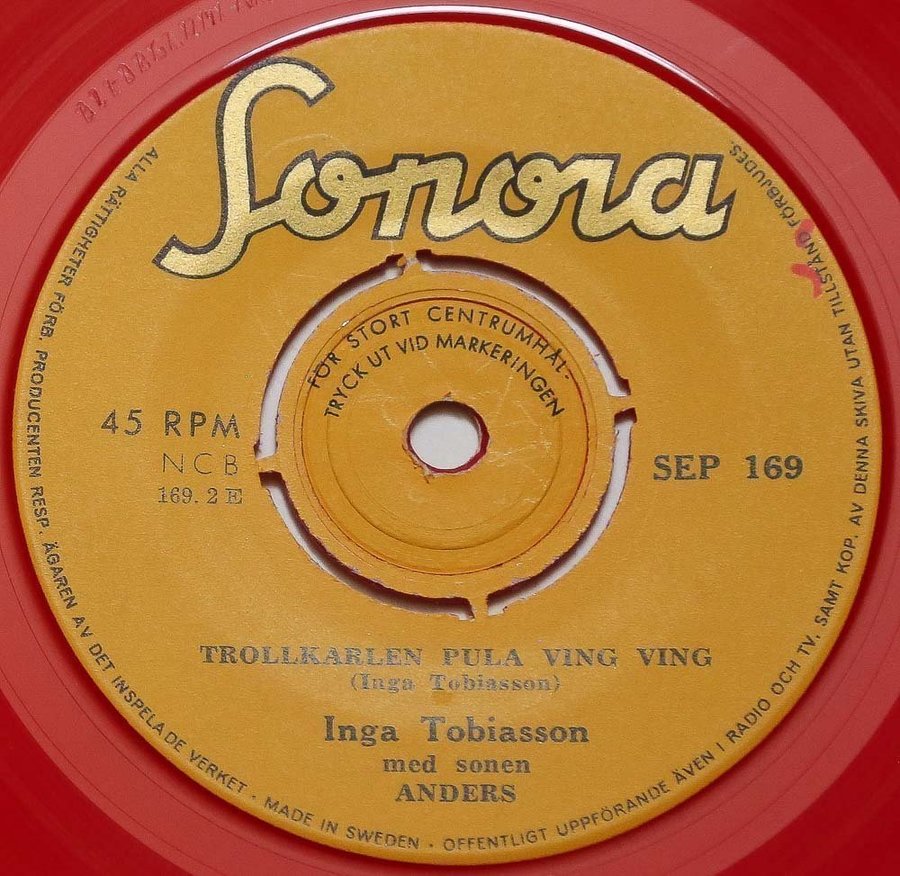 Sonora
ALLA RÄTTIGHETER FÖRB. PRODUCENTEM RESP. ÄGAREN AV DET INSPELADE VERKET - MADE IN SWEDEN - OFFENTLIGT UPPFÖRANDE ÄVEN I RADIO OCH TV. SAMT KOP. AV DENNA SKIVA UTAN TILLSTÅND FÖRBJUDES.
FÖR STORT CENTRUMHÅL-
TRYCK UT VID MARKERINGEN
45 RPM
NCB
169. 2 E
SEP 169
TROLLKARLEN PULA VING VING
(Inga Tobiasson)
Inga Tobiasson
med sonen
ANDERS